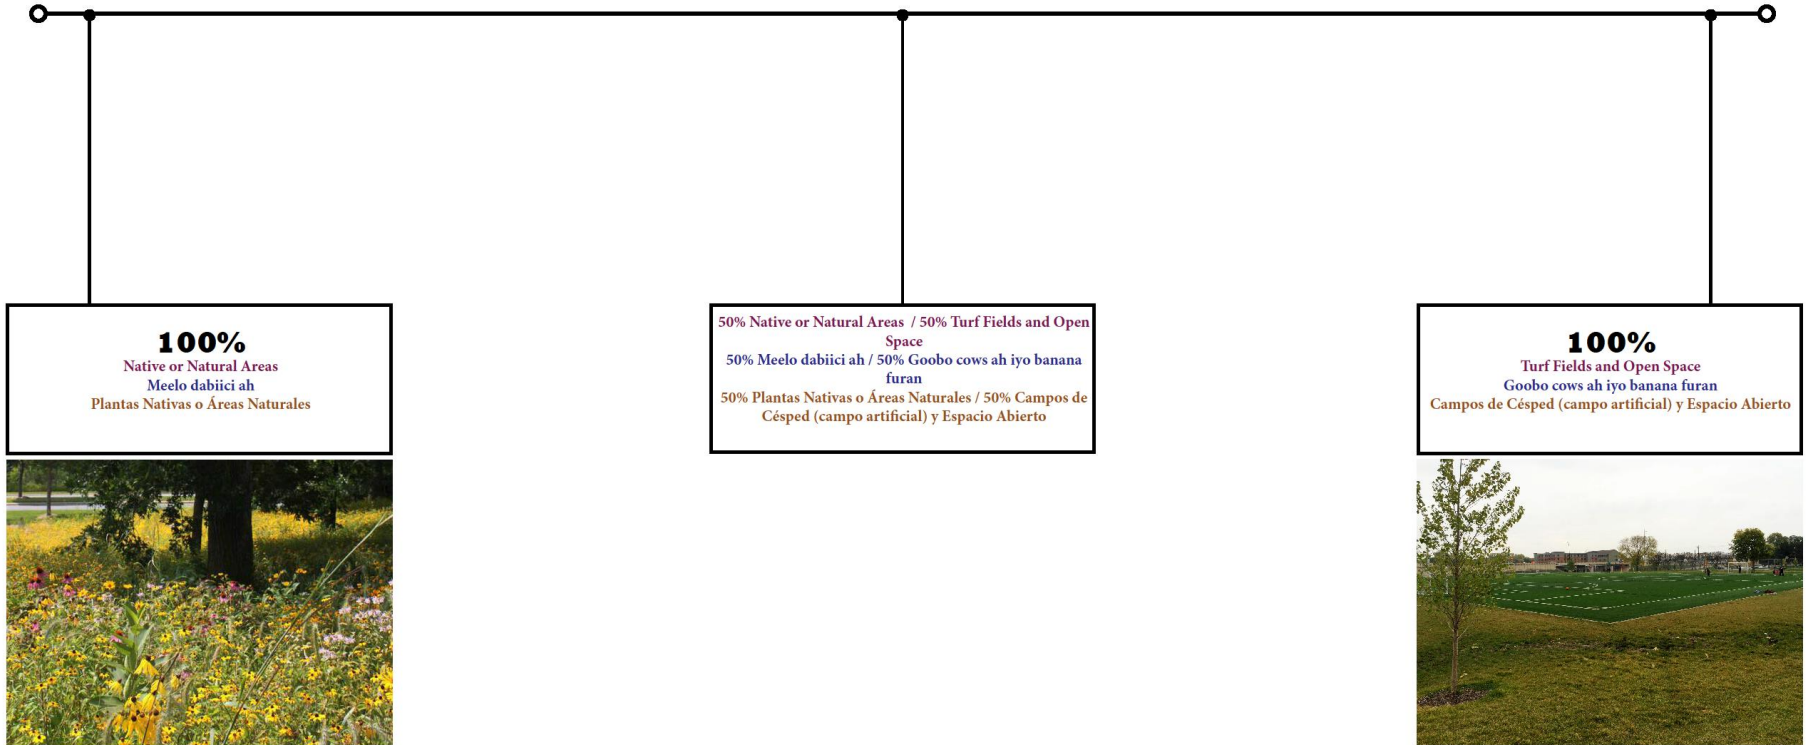 100%
Native or Natural Areas
Meelo dabiici ah
Plantas Nativas o Áreas Naturales
50% Native or Natural Areas / 50% Turf Fields and Open
Space
50% Meelo dabiici ah / 50% Goobo cows ah iyo banana
furan
50% Plantas Nativas o Áreas Naturales / 50% Campos de
Césped (campo artificial) y Espacio Abierto
100%
Turf Fields and Open Space
Goobo cows ah iyo banana furan
Campos de Césped (campo artificial) y Espacio Abierto